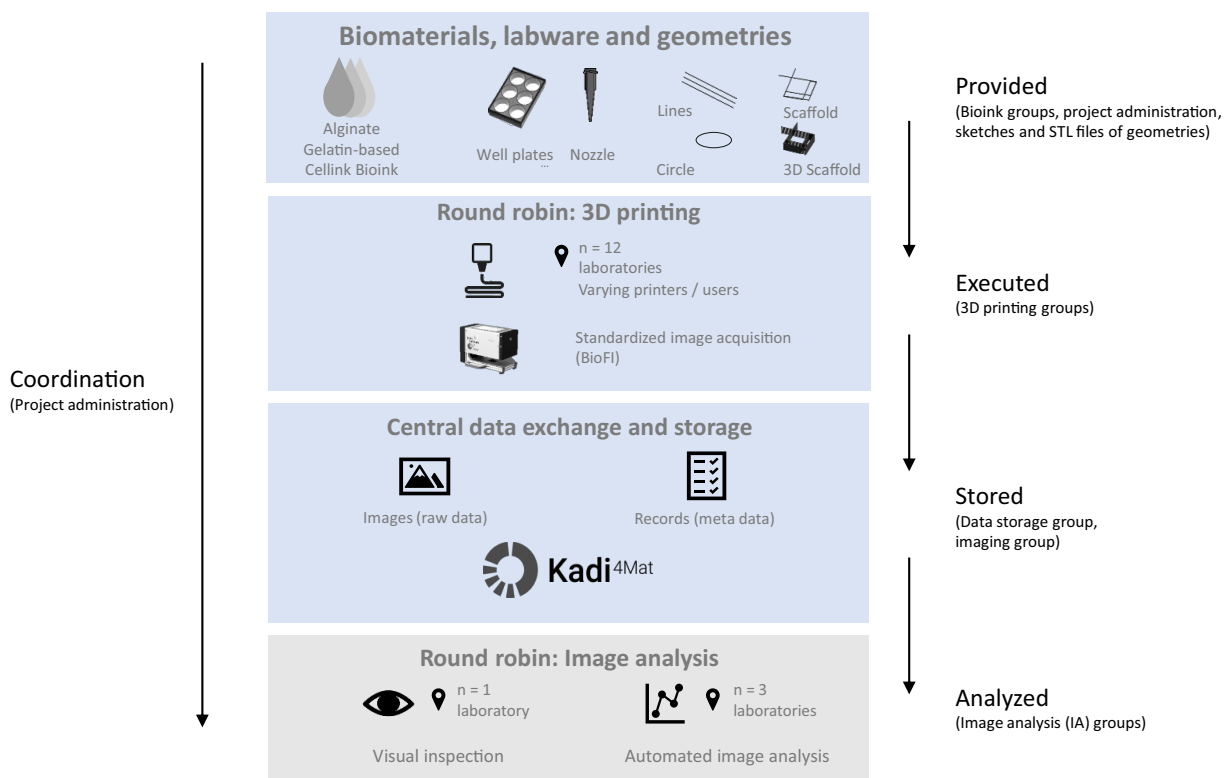 Biomaterials, labware and geometries
Alginate
Gelatin-based
Cellink Bioink
Well plates
...
Nozzle
Lines
Scaffold
Circle
3D Scaffold
Provided
(Bioink groups, project administration,
sketches and STL files of geometries)
Round robin: 3D printing
n = 12
laboratories
Varying printers / users
Standardized image acquisition
(BioFI)
Executed
(3D printing groups)
Coordination
(Project administration)
Central data exchange and storage
Images (raw data)
Records (meta data)
Kadi4Mat
Stored
(Data storage group,
imaging group)
Round robin: Image analysis
n = 1
laboratory
n = 3
laboratories
Visual inspection
Automated image analysis
Analyzed
(Image analysis (IA) groups)